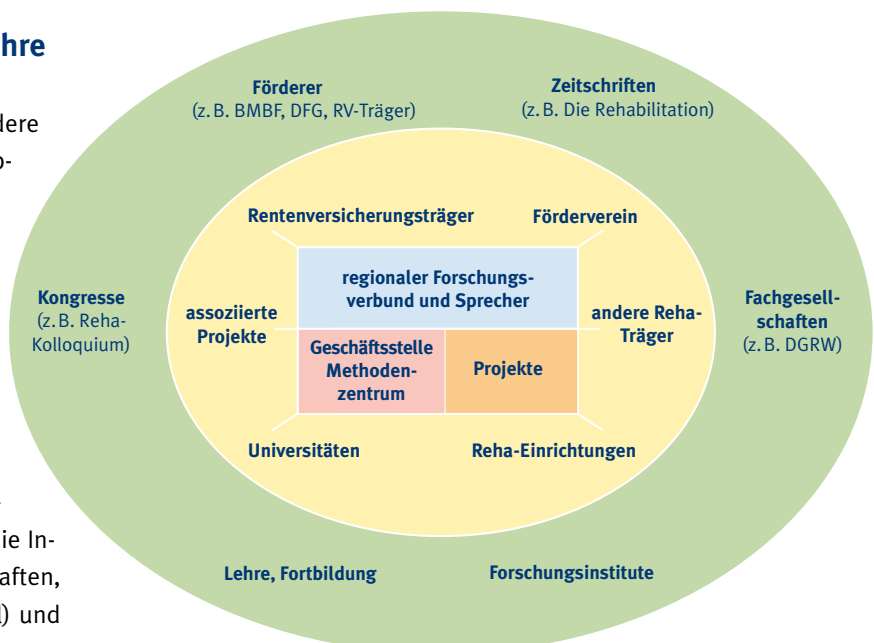 hre
dere
-
Förderer
(z. B. BMBF, DFG, RV-Träger)
Zeitschriften
(z. B. Die Rehabilitation)
Rentenversicherungsträger
Förderverein
Kongresse
(z. B. Reha-
Kolloquium)
assoziierte
Projekte
regionaler Forschungs-
verbund und Sprecher
andere Reha-
Träger
Fachgesell-
schaften
(z. B. DGRW)
Geschäftsstelle
Methoden-
zentrum
Projekte
Universitäten
Reha-Einrichtungen
ie In-
aften,
) und
Lehre, Fortbildung
Forschungsinstitute